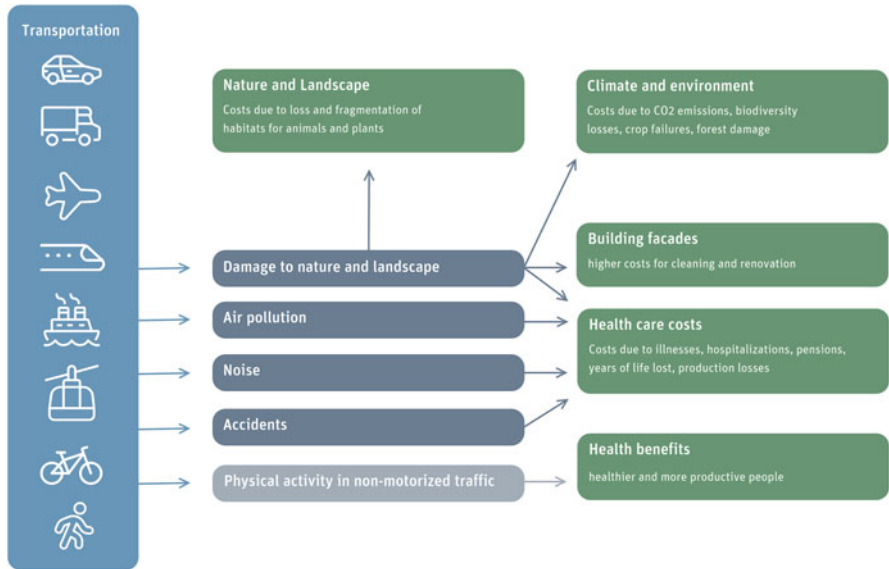 Transportation
Nature and Landscape
Costs due to loss and fragmentation of
habitats for animals and plants
Climate and environment
Costs due to CO2 emissions, biodiversity
losses, crop failures, forest damage
Damage to nature and landscape
Building facades
higher costs for cleaning and renovation
Air pollution
Health care costs
Costs due to illnesses, hospitalizations, pensions,
years of life lost, production losses
Noise
Accidents
Health benefits
healthier and more productive people
Physical activity in non-motorized traffic